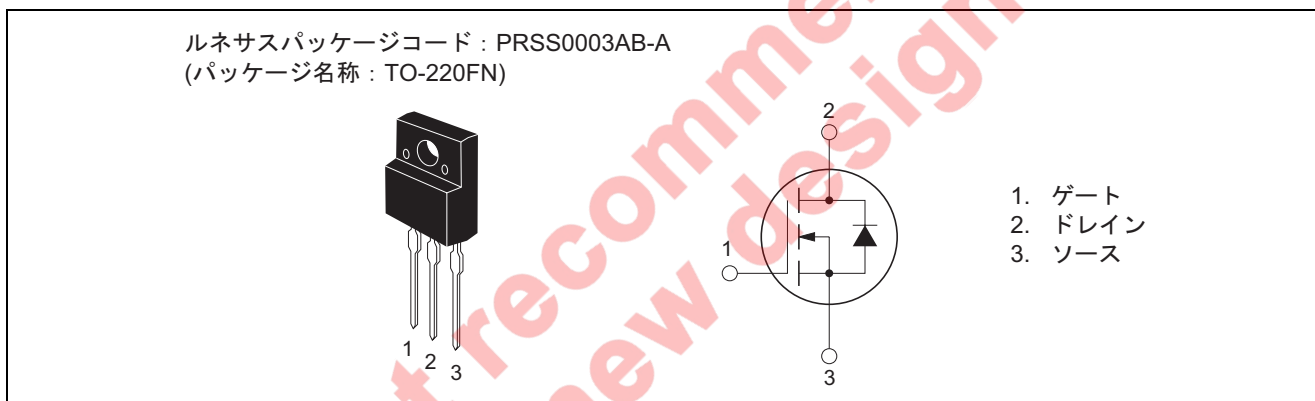 ルネサスパッケージコード：PRSS0003AB-A
(パッケージ名称：TO-220FN)
1
2
3
2
1
3
1. ゲート
2. ドレイン
3. ソース
new design